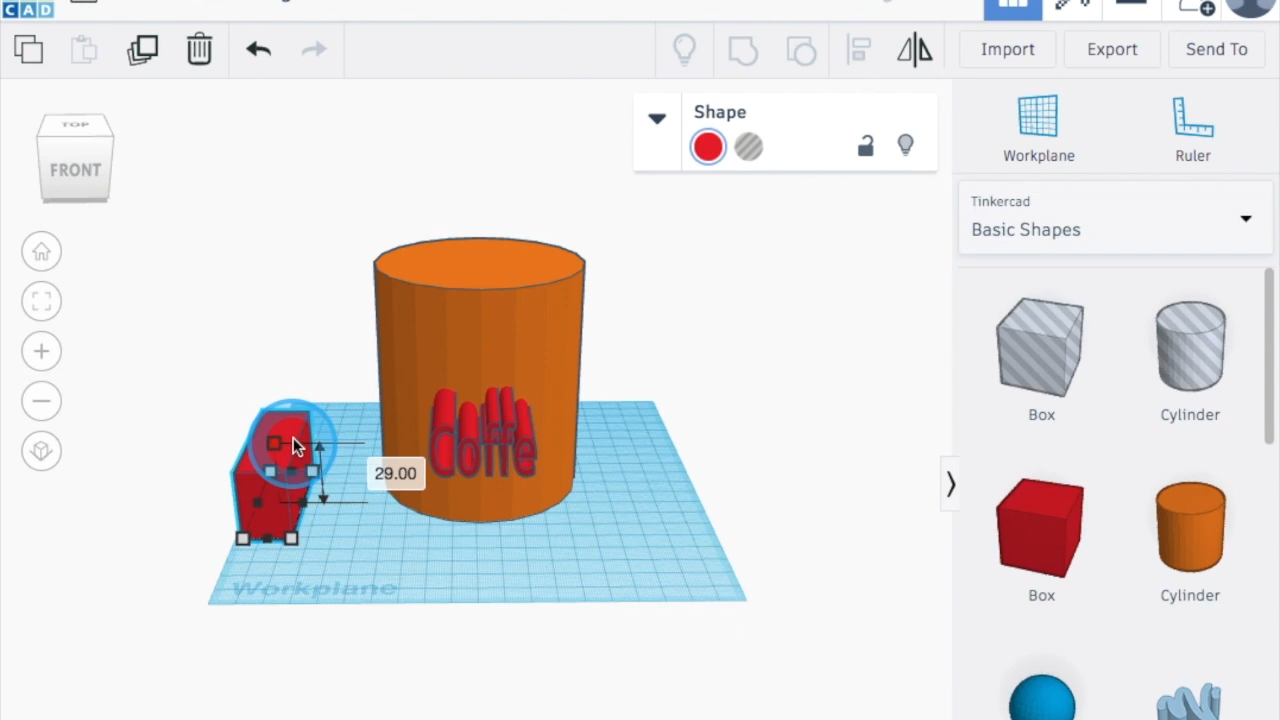 CAD
Import
Export
Send To
TOP
FRONT
Shape
Workplane
Ruler
Tinkercad
Basic Shapes
Box
Cylinder
29.00
Coffe
Workplane
Box
Cylinder